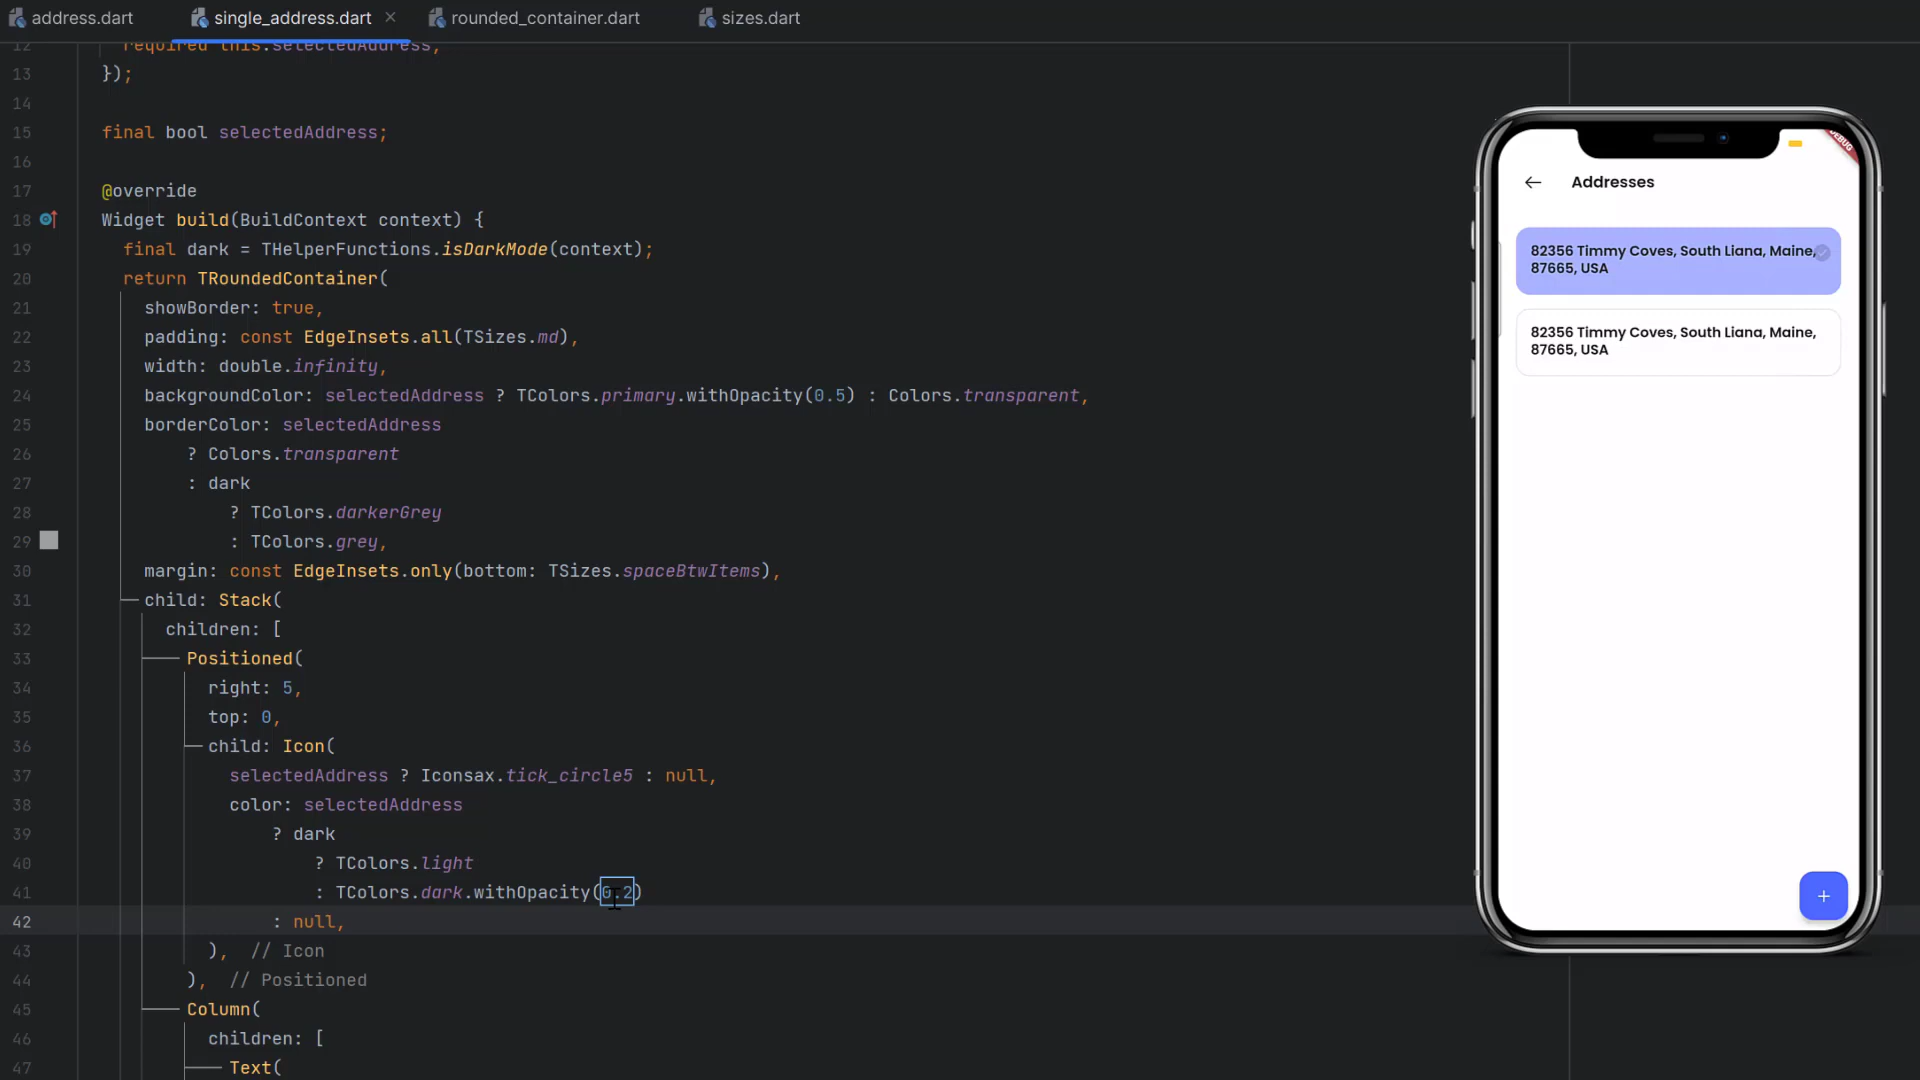 address.dart
single_address.dart
rounded_container.dart
sizes.dart
12 required this.selectedAddress,
13 });
14
15 final bool selectedAddress;
16
17 @override
18 Widget build(BuildContext context) {
19 final dark = THelperFunctions.isDarkMode(context);
20 return TRoundedContainer(
21 showBorder: true,
22 padding: const EdgeInsets.all(TSizes.md),
23 width: double.infinity,
24 backgroundColor: selectedAddress ? TColors.primary.withOpacity(0.5) : Colors.transparent,
25 borderColor: selectedAddress
26 ? Colors.transparent
27 : dark
28 ? TColors.darkerGrey
29 : TColors.grey,
30 margin: const EdgeInsets.only(bottom: TSizes.spaceBtwItems),
31 child: Stack(
32 children: [
33 Positioned(
34 right: 5,
35 top: 0,
36 child: Icon(
37 selectedAddress ? Iconsax.tick_circle5 : null,
38 color: selectedAddress
39 ? dark
40 ? TColors.light
41 : TColors.dark.withOpacity(0.2)
42 : null,
43 ), // Icon
44 ), // Positioned
45 Column(
46 children: [
47 Text(
DEBUG
Addresses
82356 Timmy Coves, South Liana, Maine,
87665, USA
82356 Timmy Coves, South Liana, Maine,
87665, USA